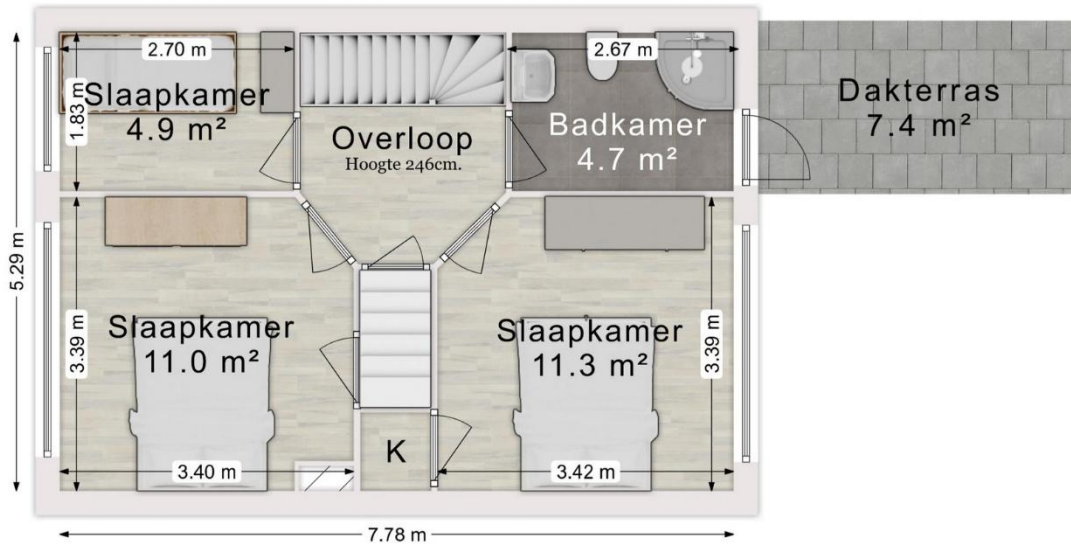 2.70 m
2.67 m
Slaapkamer
4.9 m²
1.83 m
Overloop
Hoogte 246cm.
Badkamer
4.7 m²
Dakterras
7.4 m²
5.29 m
3.39 m
Slaapkamer
11.0 m²
Slaapkamer
11.3 m²
3.39 m
K
3.40 m
3.42 m
7.78 m